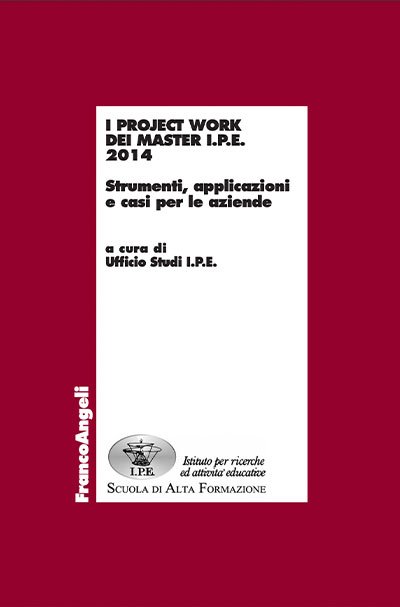 I PROJECT WORK
DEI MASTER I.P.E.
2014
Strumenti, applicazioni
e casi per le aziende
a cura di
Ufficio Studi I.P.E.
FrancoAngeli
I.P.E.
Istituto per ricerche
ed attivita' educative
SCUOLA DI ALTA FORMAZIONE